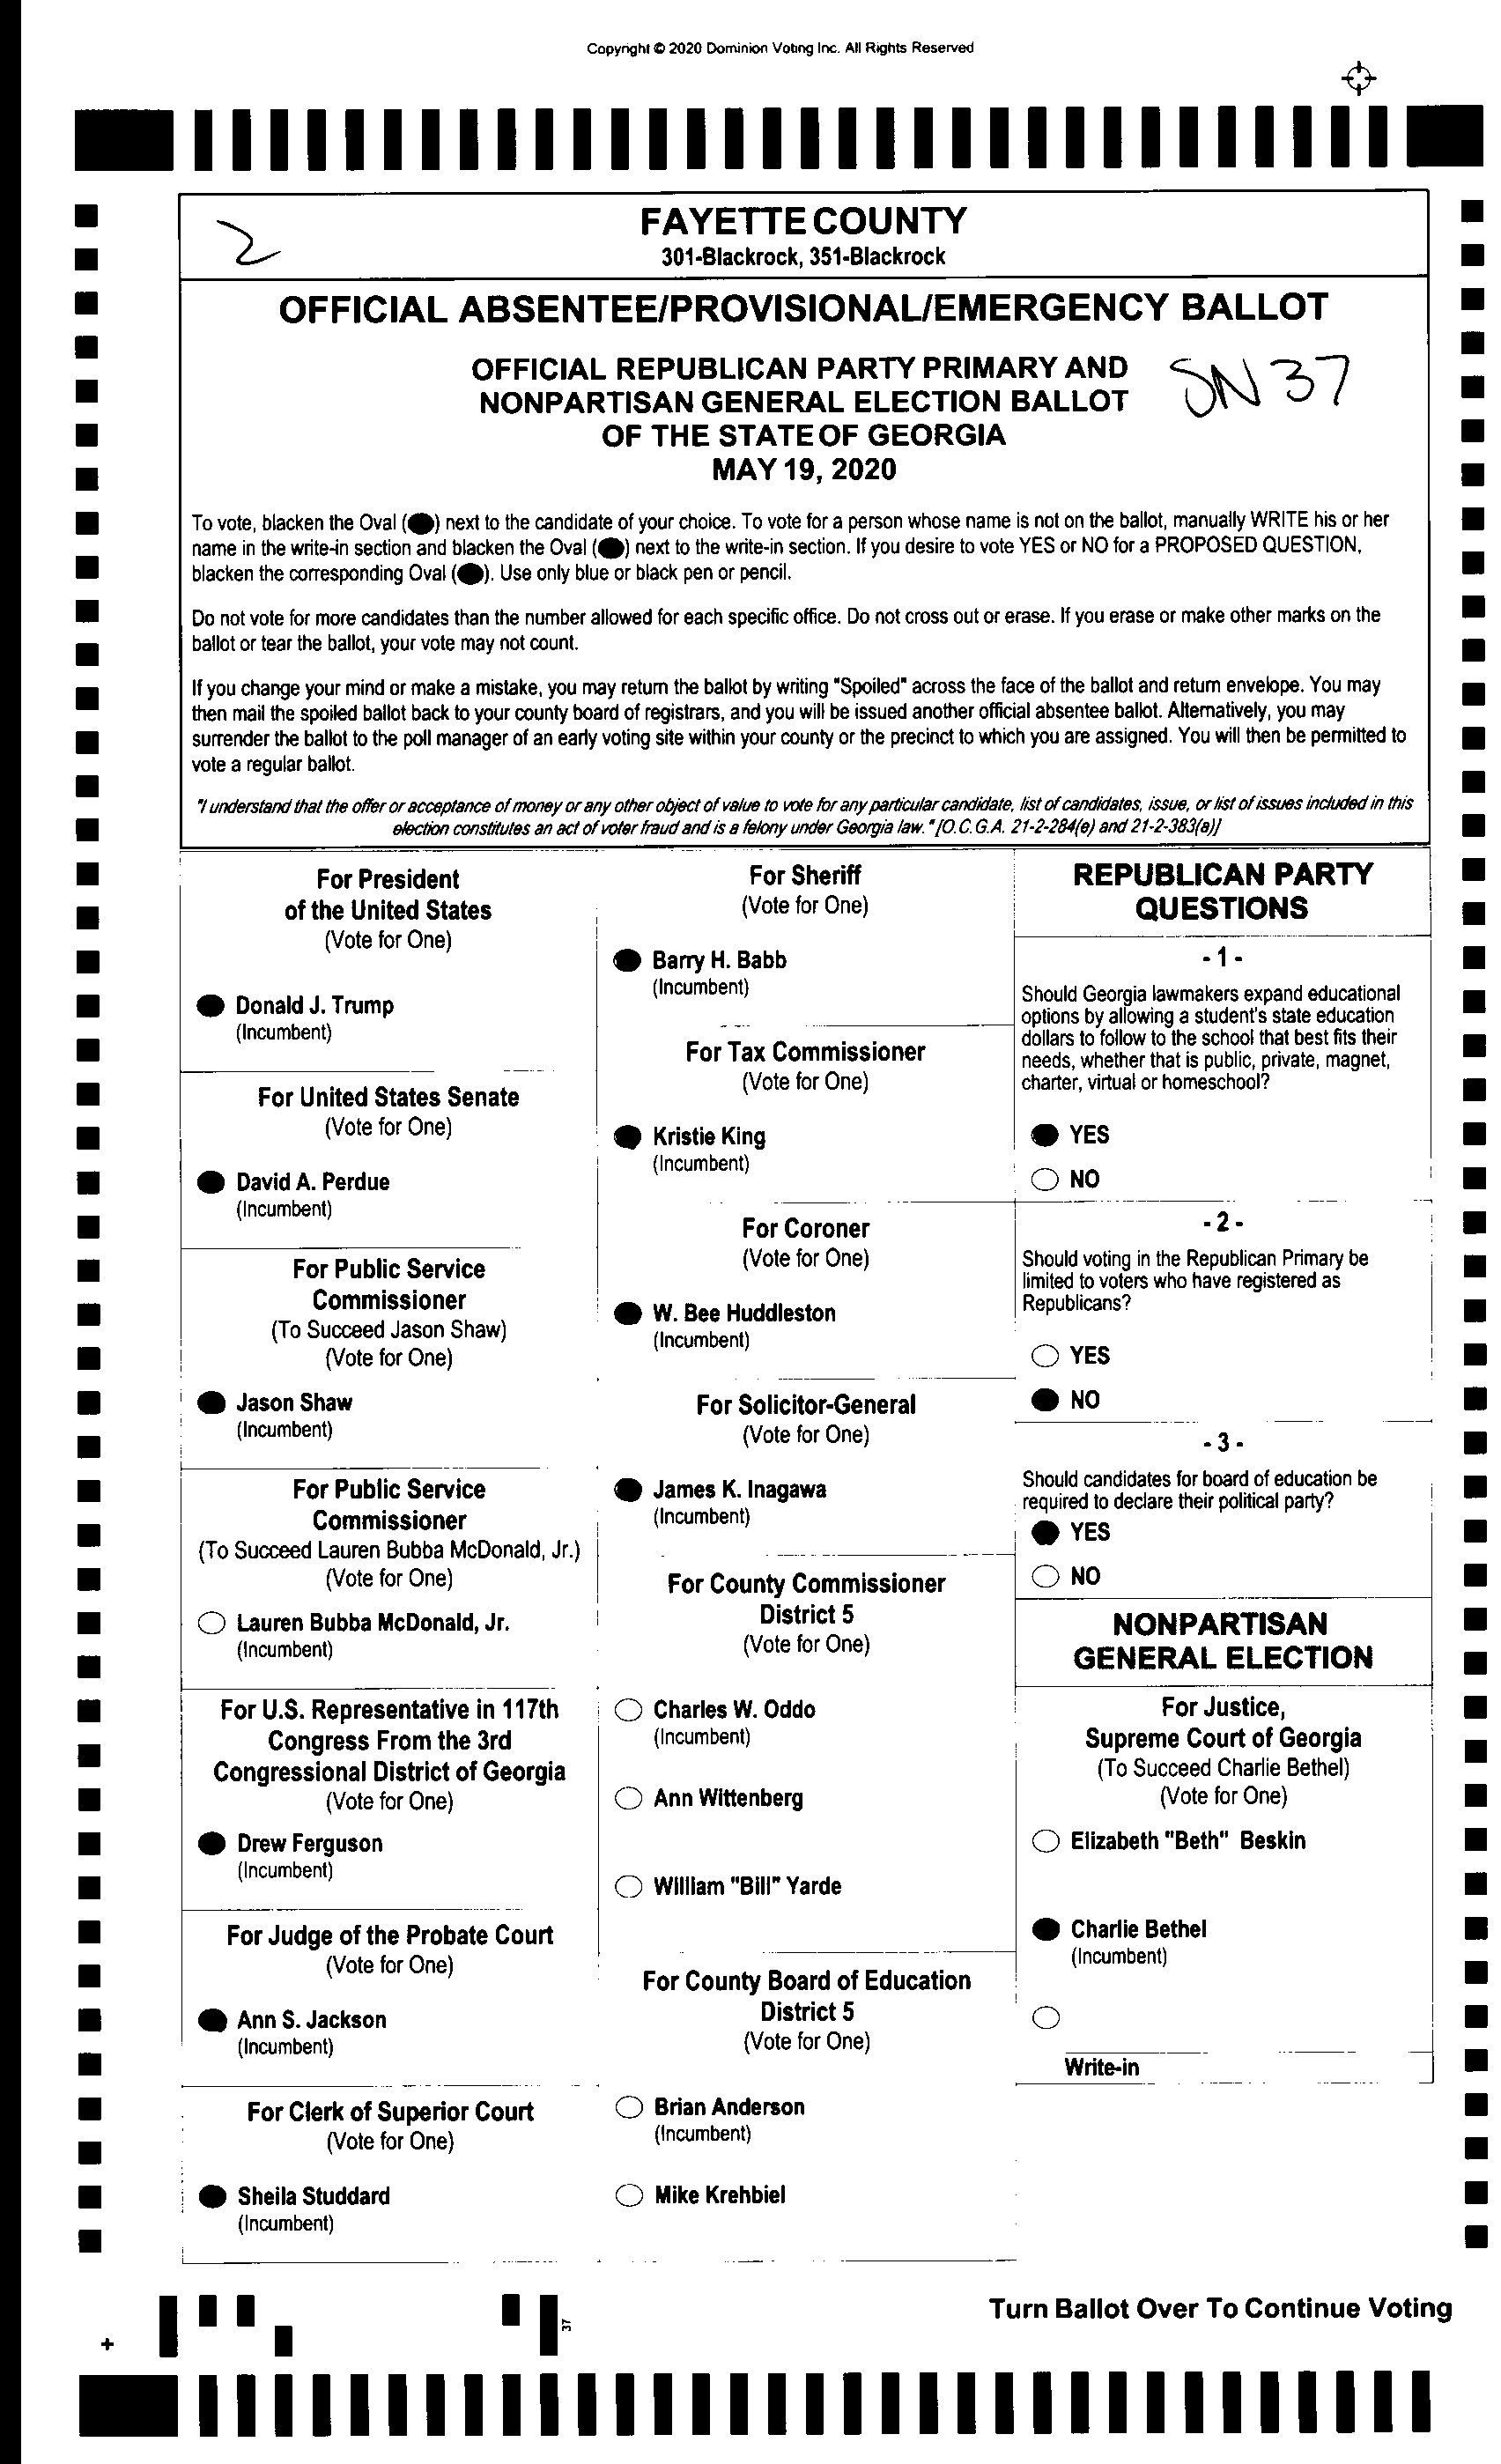 Copyright © 2020 Dominion Voting Inc. All Rights Reserved
2
FAYETTE COUNTY
301-Blackrock, 351-Blackrock
OFFICIAL ABSENTEE/PROVISIONAL/EMERGENCY BALLOT
OFFICIAL REPUBLICAN PARTY PRIMARY AND
NONPARTISAN GENERAL ELECTION BALLOT
OF THE STATE OF GEORGIA
MAY 19, 2020
SN 37
To vote, blacken the Oval (●) next to the candidate of your choice. To vote for a person whose name is not on the ballot, manually WRITE his or her
name in the write-in section and blacken the Oval (●) next to the write-in section. If you desire to vote YES or NO for a PROPOSED QUESTION,
blacken the corresponding Oval (●). Use only blue or black pen or pencil.
Do not vote for more candidates than the number allowed for each specific office. Do not cross out or erase. If you erase or make other marks on the
ballot or tear the ballot, your vote may not count.
If you change your mind or make a mistake, you may return the ballot by writing "Spoiled" across the face of the ballot and return envelope. You may
then mail the spoiled ballot back to your county board of registrars, and you will be issued another official absentee ballot. Alternatively, you may
surrender the ballot to the poll manager of an early voting site within your county or the precinct to which you are assigned. You will then be permitted to
vote a regular ballot.
"I understand that the offer or acceptance of money or any other object of value to vote for any particular candidate, list of candidates, issue, or list of issues included in this
election constitutes an act of voter fraud and is a felony under Georgia law." [O.C.G.A. 21-2-284(e) and 21-2-383(a)]
For President
of the United States
(Vote for One)
Donald J. Trump
(Incumbent)
For United States Senate
(Vote for One)
David A. Perdue
(Incumbent)
For Public Service
Commissioner
(To Succeed Jason Shaw)
(Vote for One)
Jason Shaw
(Incumbent)
For Public Service
Commissioner
(To Succeed Lauren Bubba McDonald, Jr.)
(Vote for One)
Lauren Bubba McDonald, Jr.
(Incumbent)
For U.S. Representative in 117th
Congress From the 3rd
Congressional District of Georgia
(Vote for One)
Drew Ferguson
(Incumbent)
For Judge of the Probate Court
(Vote for One)
Ann S. Jackson
(Incumbent)
For Clerk of Superior Court
(Vote for One)
Sheila Studdard
(Incumbent)
For Sheriff
(Vote for One)
Barry H. Babb
(Incumbent)
For Tax Commissioner
(Vote for One)
Kristie King
(Incumbent)
For Coroner
(Vote for One)
W. Bee Huddleston
(Incumbent)
For Solicitor-General
(Vote for One)
James K. Inagawa
(Incumbent)
For County Commissioner
District 5
(Vote for One)
Charles W. Oddo
(Incumbent)
Ann Wittenberg
William "Bill" Yarde
For County Board of Education
District 5
(Vote for One)
Brian Anderson
(Incumbent)
Mike Krehbiel
REPUBLICAN PARTY
QUESTIONS
- 1 -
Should Georgia lawmakers expand educational
options by allowing a student's state education
dollars to follow to the school that best fits their
needs, whether that is public, private, magnet,
charter, virtual or homeschool?
YES
NO
- 2 -
Should voting in the Republican Primary be
limited to voters who have registered as
Republicans?
YES
NO
- 3 -
Should candidates for board of education be
required to declare their political party?
YES
NO
NONPARTISAN
GENERAL ELECTION
For Justice,
Supreme Court of Georgia
(To Succeed Charlie Bethel)
(Vote for One)
Elizabeth "Beth" Beskin
Charlie Bethel
(Incumbent)
Write-in
37
Turn Ballot Over To Continue Voting